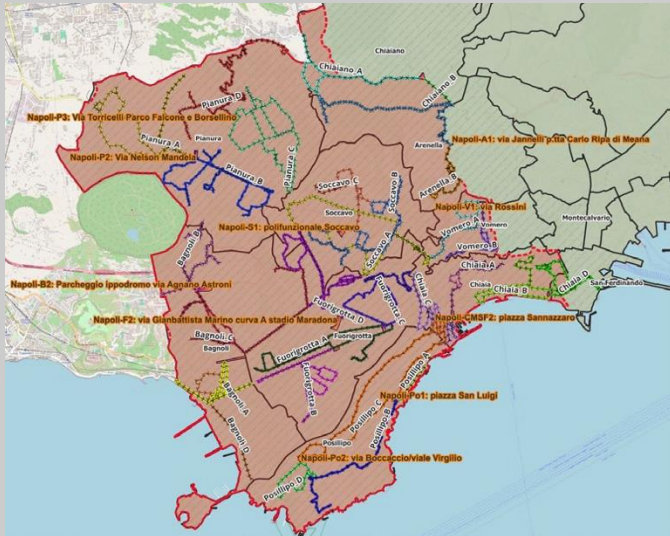 Chiaiano
Chiaiano A
Chiaiano B
Pianura D
Napoli-P3: Via Torricelli Parco Falcone e Borsellino
Pianura A
Pianura
Arenella
Napoli-A1: via Jannelli p.tta Carlo Ripa di Meana
Napoli-P2: Via Nelson Mandela
Pianura B
Pianura C
Soccavo C
Soccavo B
Arenella B
Napoli-V1: via Rossini
Soccavo
Montecalvario
Napoli-S1: polifunzionale Soccavo
Vomero A
Vomero
Bagnoli B
Soccavo A
Vomero B
Chiaia A
Napoli-B2: Parcheggio ippodromo via Agnano Astroni
Chiaia
Chiaia B
Chiaia D
San Ferdinando
Chiaia C
Fuorigrotta D
Fuorigrotta C
Napoli-F2: via Gianbattista Marino curva A stadio Maradona
Napoli-CMSF2: piazza Sannazzaro
Bagnoli C
Bagnoli
Fuorigrotta A
Fuorigrotta
Posillipo A
Bagnoli A
Fuorigrotta B
Napoli-Po1: piazza San Luigi
Posillipo C
Posillipo B
Bagnoli D
Posillipo
Napoli-Po2: via Boccaccio/viale Virgilio
Posillipo D